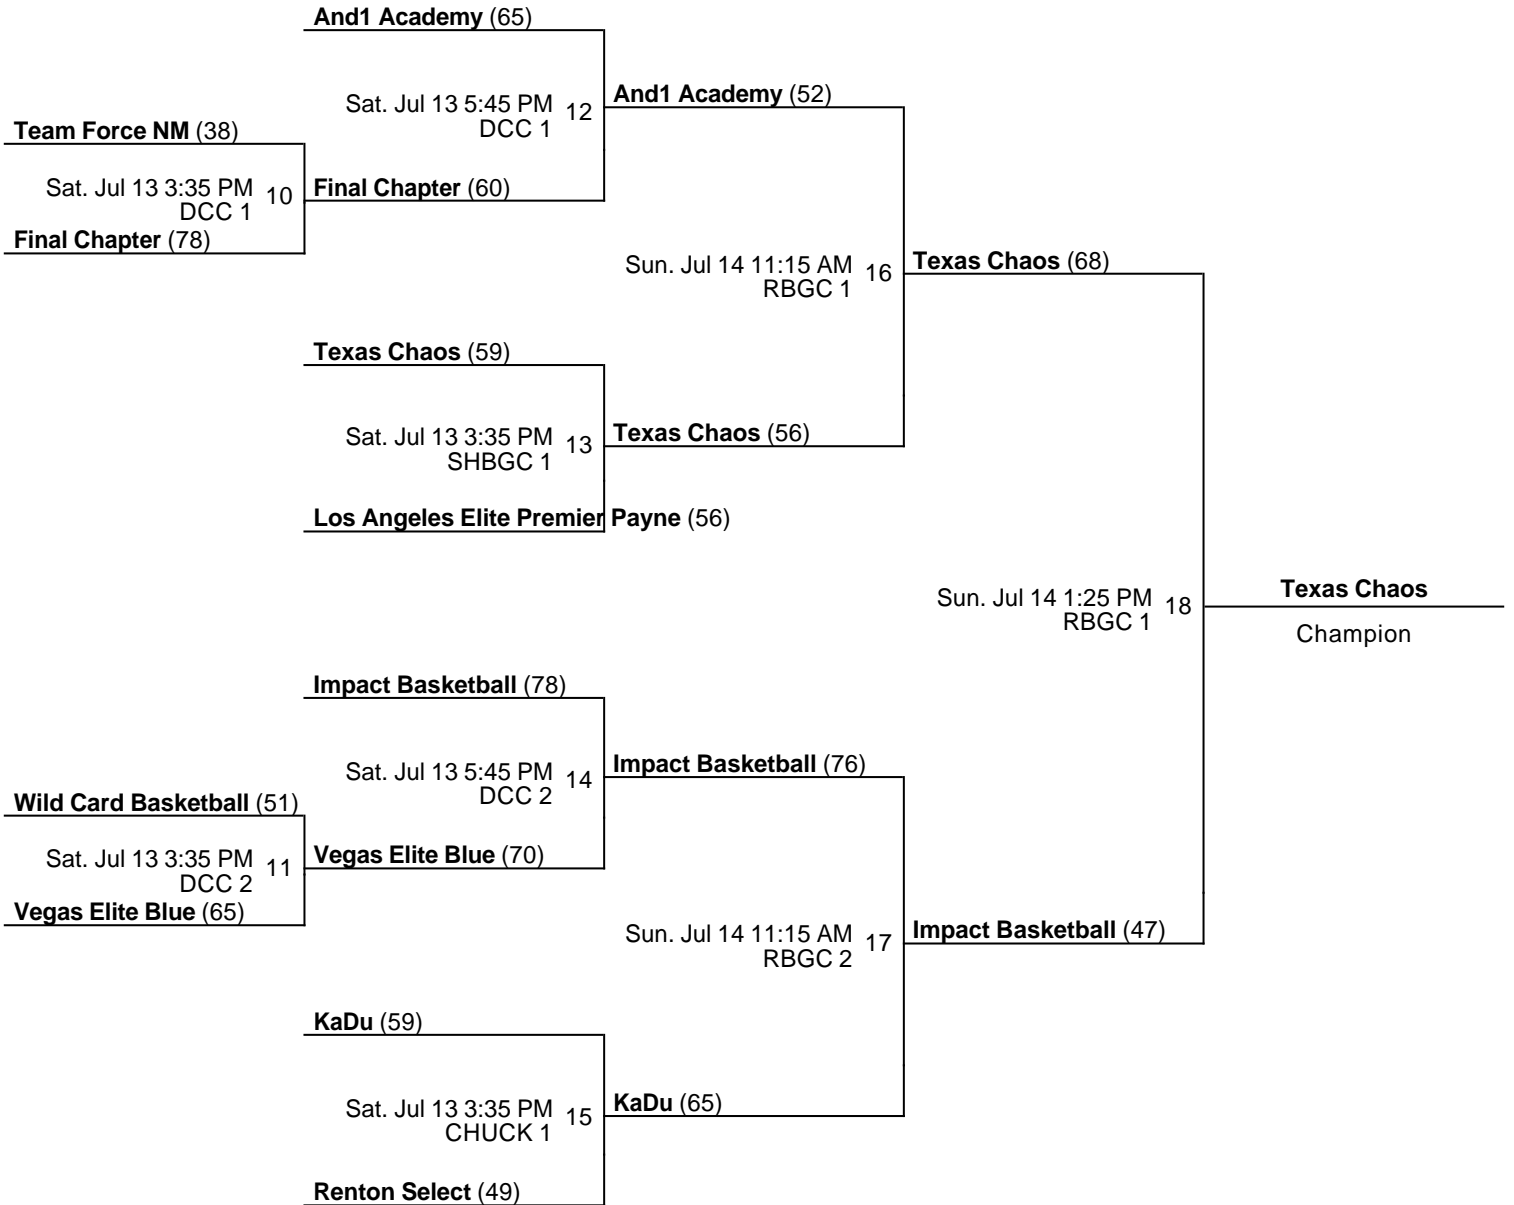 And1 Academy (65)
Sat. Jul 13 5:45 PM
DCC 1
12
And1 Academy (52)
Team Force NM (38)
Sat. Jul 13 3:35 PM
DCC 1
10
Final Chapter (60)
Final Chapter (78)
Sun. Jul 14 11:15 AM
RBGC 1
16
Texas Chaos (68)
Texas Chaos (59)
Sat. Jul 13 3:35 PM
SHBGC 1
13
Texas Chaos (56)
Los Angeles Elite Premier Payne (56)
Sun. Jul 14 1:25 PM
RBGC 1
18
Texas Chaos
Champion
Impact Basketball (78)
Sat. Jul 13 5:45 PM
DCC 2
14
Impact Basketball (76)
Wild Card Basketball (51)
Sat. Jul 13 3:35 PM
DCC 2
11
Vegas Elite Blue (70)
Vegas Elite Blue (65)
Sun. Jul 14 11:15 AM
RBGC 2
17
Impact Basketball (47)
KaDu (59)
Sat. Jul 13 3:35 PM
CHUCK 1
15
KaDu (65)
Renton Select (49)